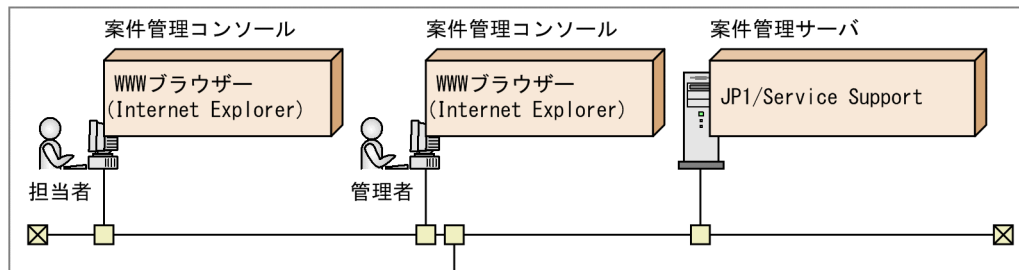 案件管理コンソール
案件管理コンソール
案件管理サーバ
WWWブラウザー
(Internet Explorer)
WWWブラウザー
(Internet Explorer)
JP1/Service Support
担当者
管理者